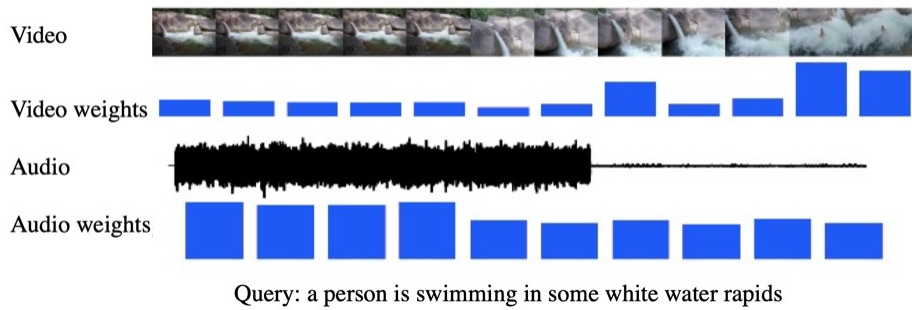 Video
Video weights
Audio
Audio weights
Query: a person is swimming in some white water rapids